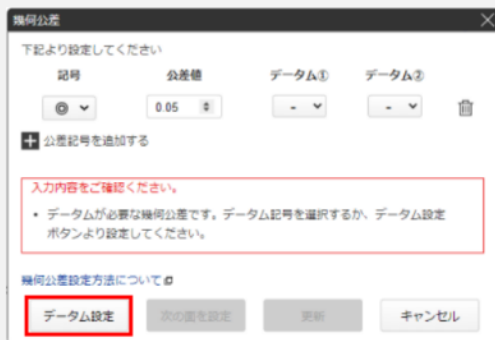 幾何公差
下記より設定してください
記号 公差値 データム① データム②
◎ 0.05 - -
公差記号を追加する
入力内容をご確認ください。
・ データムが必要な幾何公差です。データム記号を選択するか、データム設定
ボタンより設定してください。
幾何公差設定方法について
データム設定 次の面を設定 更新 キャンセル